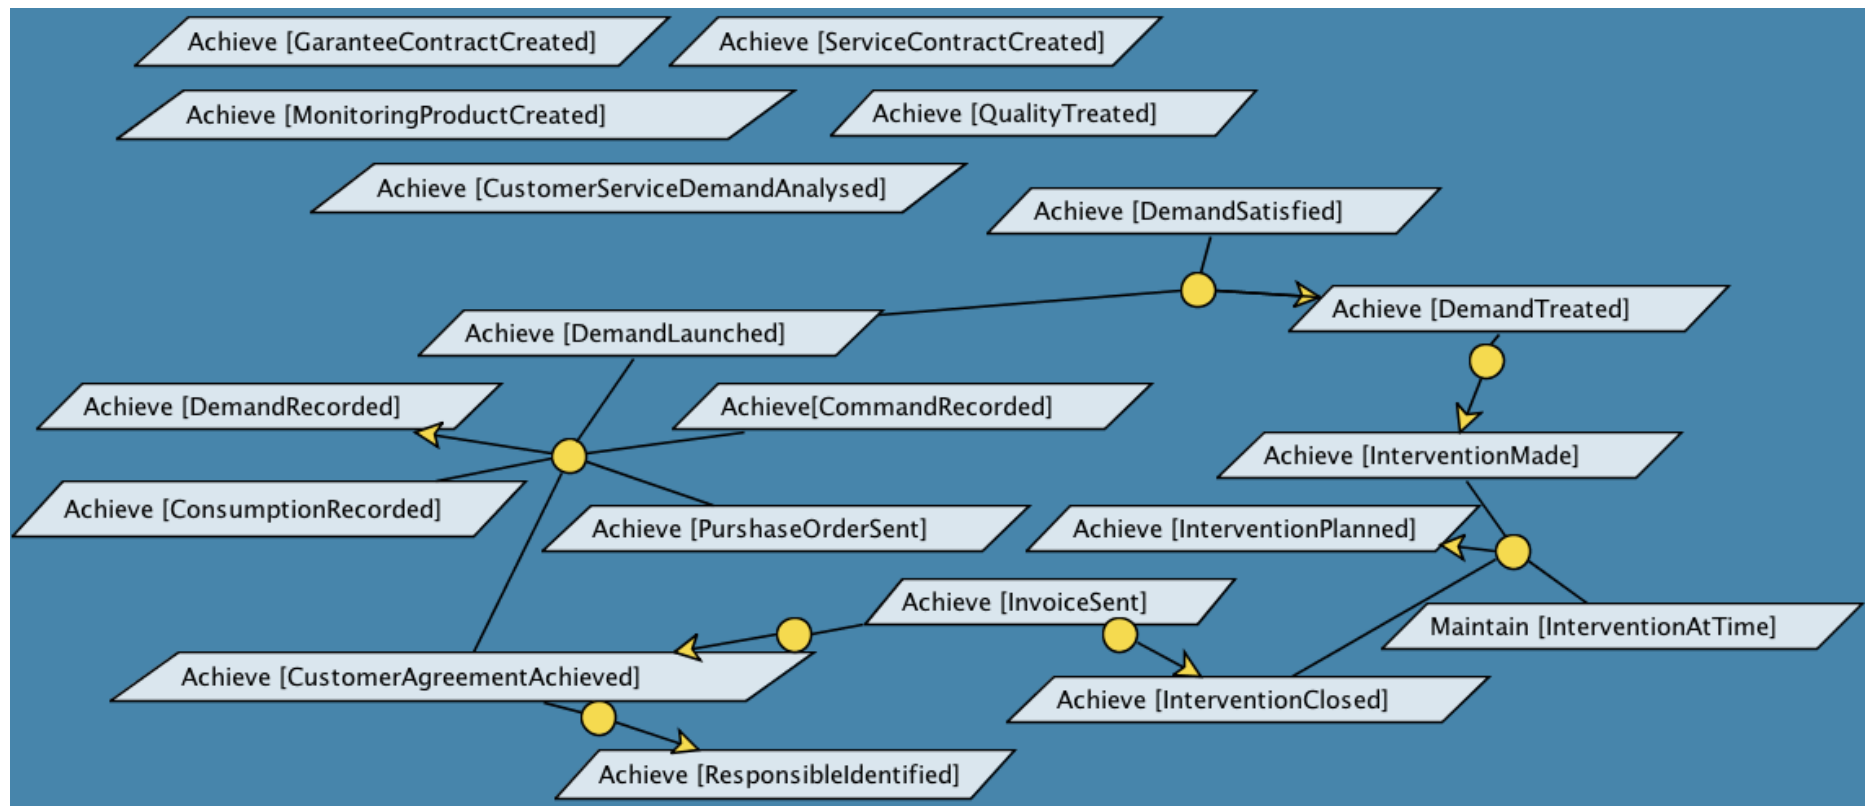 Achieve [GaranteeContractCreated]
Achieve [ServiceContractCreated]
Achieve [MonitoringProductCreated]
Achieve [QualityTreated]
Achieve [CustomerServiceDemandAnalysed]
Achieve [DemandSatisfied]
Achieve [DemandTreated]
Achieve [DemandLaunched]
Achieve [DemandRecorded]
Achieve[CommandRecorded]
Achieve [InterventionMade]
Achieve [ConsumptionRecorded]
Achieve [PurshaseOrderSent]
Achieve [InterventionPlanned]
Achieve [InvoiceSent]
Maintain [InterventionAtTime]
Achieve [CustomerAgreementAchieved]
Achieve [InterventionClosed]
Achieve [ResponsibleIdentified]